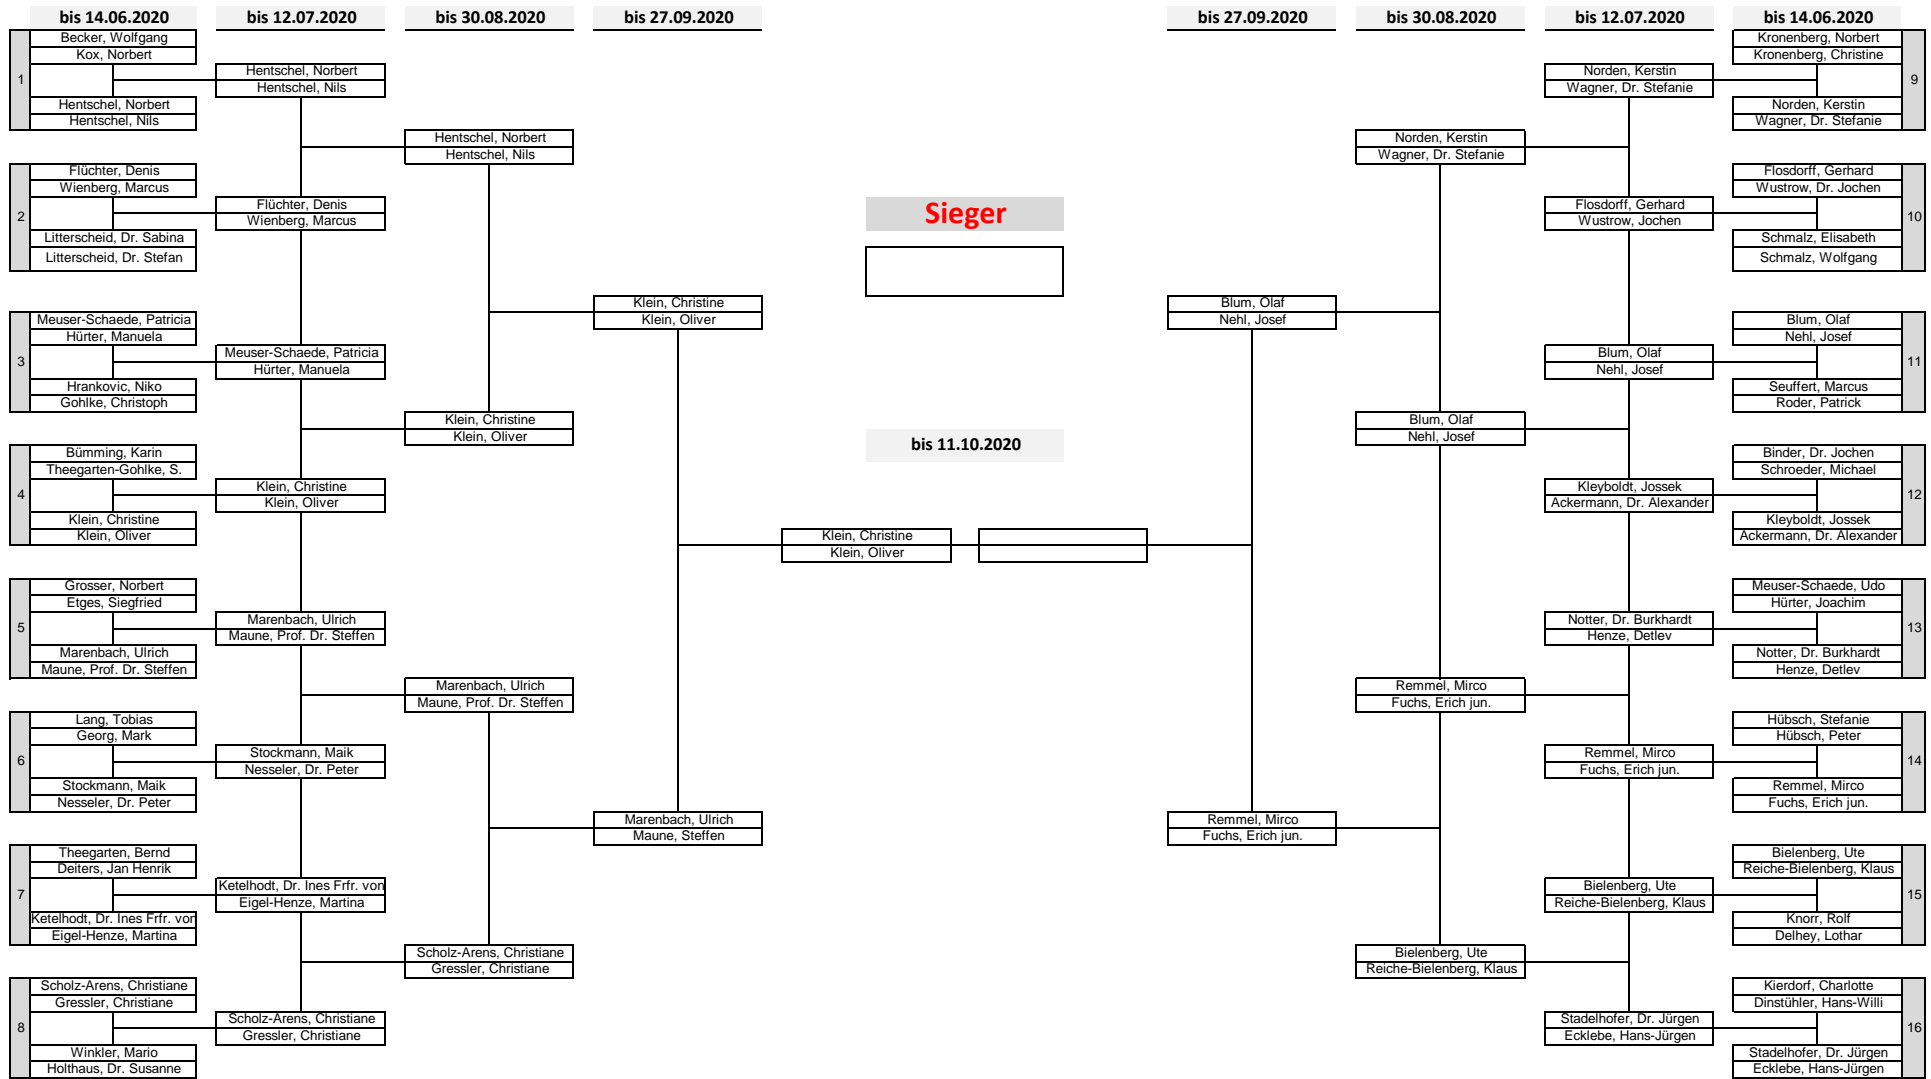 bis 14.06.2020
bis 12.07.2020
bis 30.08.2020
bis 27.09.2020
bis 27.09.2020
bis 30.08.2020
bis 12.07.2020
bis 14.06.2020
1
Becker, Wolfgang
Kox, Norbert
Hentschel, Norbert
Hentschel, Nils
2
Flüchter, Denis
Wienberg, Marcus
Litterscheid, Dr. Sabina
Litterscheid, Dr. Stefan
3
Meuser-Schaede, Patricia
Hürter, Manuela
Hrankovic, Niko
Gohlke, Christoph
4
Bümming, Karin
Theegarten-Gohlke, S.
Klein, Christine
Klein, Oliver
5
Grosser, Norbert
Etges, Siegfried
Marenbach, Ulrich
Maune, Prof. Dr. Steffen
6
Lang, Tobias
Georg, Mark
Stockmann, Maik
Nesseler, Dr. Peter
7
Theegarten, Bernd
Deiters, Jan Henrik
Ketelhodt, Dr. Ines Frfr. von
Eigel-Henze, Martina
8
Scholz-Arens, Christiane
Gressler, Christiane
Winkler, Mario
Holthaus, Dr. Susanne
Hentschel, Norbert
Hentschel, Nils
Flüchter, Denis
Wienberg, Marcus
Meuser-Schaede, Patricia
Hürter, Manuela
Klein, Christine
Klein, Oliver
Marenbach, Ulrich
Maune, Prof. Dr. Steffen
Stockmann, Maik
Nesseler, Dr. Peter
Ketelhodt, Dr. Ines Frfr. von
Eigel-Henze, Martina
Scholz-Arens, Christiane
Gressler, Christiane
Hentschel, Norbert
Hentschel, Nils
Klein, Christine
Klein, Oliver
Marenbach, Ulrich
Maune, Prof. Dr. Steffen
Scholz-Arens, Christiane
Gressler, Christiane
Klein, Christine
Klein, Oliver
Marenbach, Ulrich
Maune, Steffen
Sieger
bis 11.10.2020
Klein, Christine
Klein, Oliver
Blum, Olaf
Nehl, Josef
Remmel, Mirco
Fuchs, Erich jun.
Norden, Kerstin
Wagner, Dr. Stefanie
Blum, Olaf
Nehl, Josef
Remmel, Mirco
Fuchs, Erich jun.
Bielenberg, Ute
Reiche-Bielenberg, Klaus
Norden, Kerstin
Wagner, Dr. Stefanie
Flosdorff, Gerhard
Wustrow, Jochen
Blum, Olaf
Nehl, Josef
Kleyboldt, Jossek
Ackermann, Dr. Alexander
Notter, Dr. Burkhardt
Henze, Detlev
Remmel, Mirco
Fuchs, Erich jun.
Bielenberg, Ute
Reiche-Bielenberg, Klaus
Stadelhofer, Dr. Jürgen
Ecklebe, Hans-Jürgen
Kronenberg, Norbert
Kronenberg, Christine
Norden, Kerstin
Wagner, Dr. Stefanie
9
Flosdorff, Gerhard
Wustrow, Dr. Jochen
Schmalz, Elisabeth
Schmalz, Wolfgang
10
Blum, Olaf
Nehl, Josef
Seuffert, Marcus
Roder, Patrick
11
Binder, Dr. Jochen
Schroeder, Michael
Kleyboldt, Jossek
Ackermann, Dr. Alexander
12
Meuser-Schaede, Udo
Hürter, Joachim
Notter, Dr. Burkhardt
Henze, Detlev
13
Hübsch, Stefanie
Hübsch, Peter
Remmel, Mirco
Fuchs, Erich jun.
14
Bielenberg, Ute
Reiche-Bielenberg, Klaus
Knorr, Rolf
Delhey, Lothar
15
Kierdorf, Charlotte
Dinstühler, Hans-Willi
Stadelhofer, Dr. Jürgen
Ecklebe, Hans-Jürgen
16